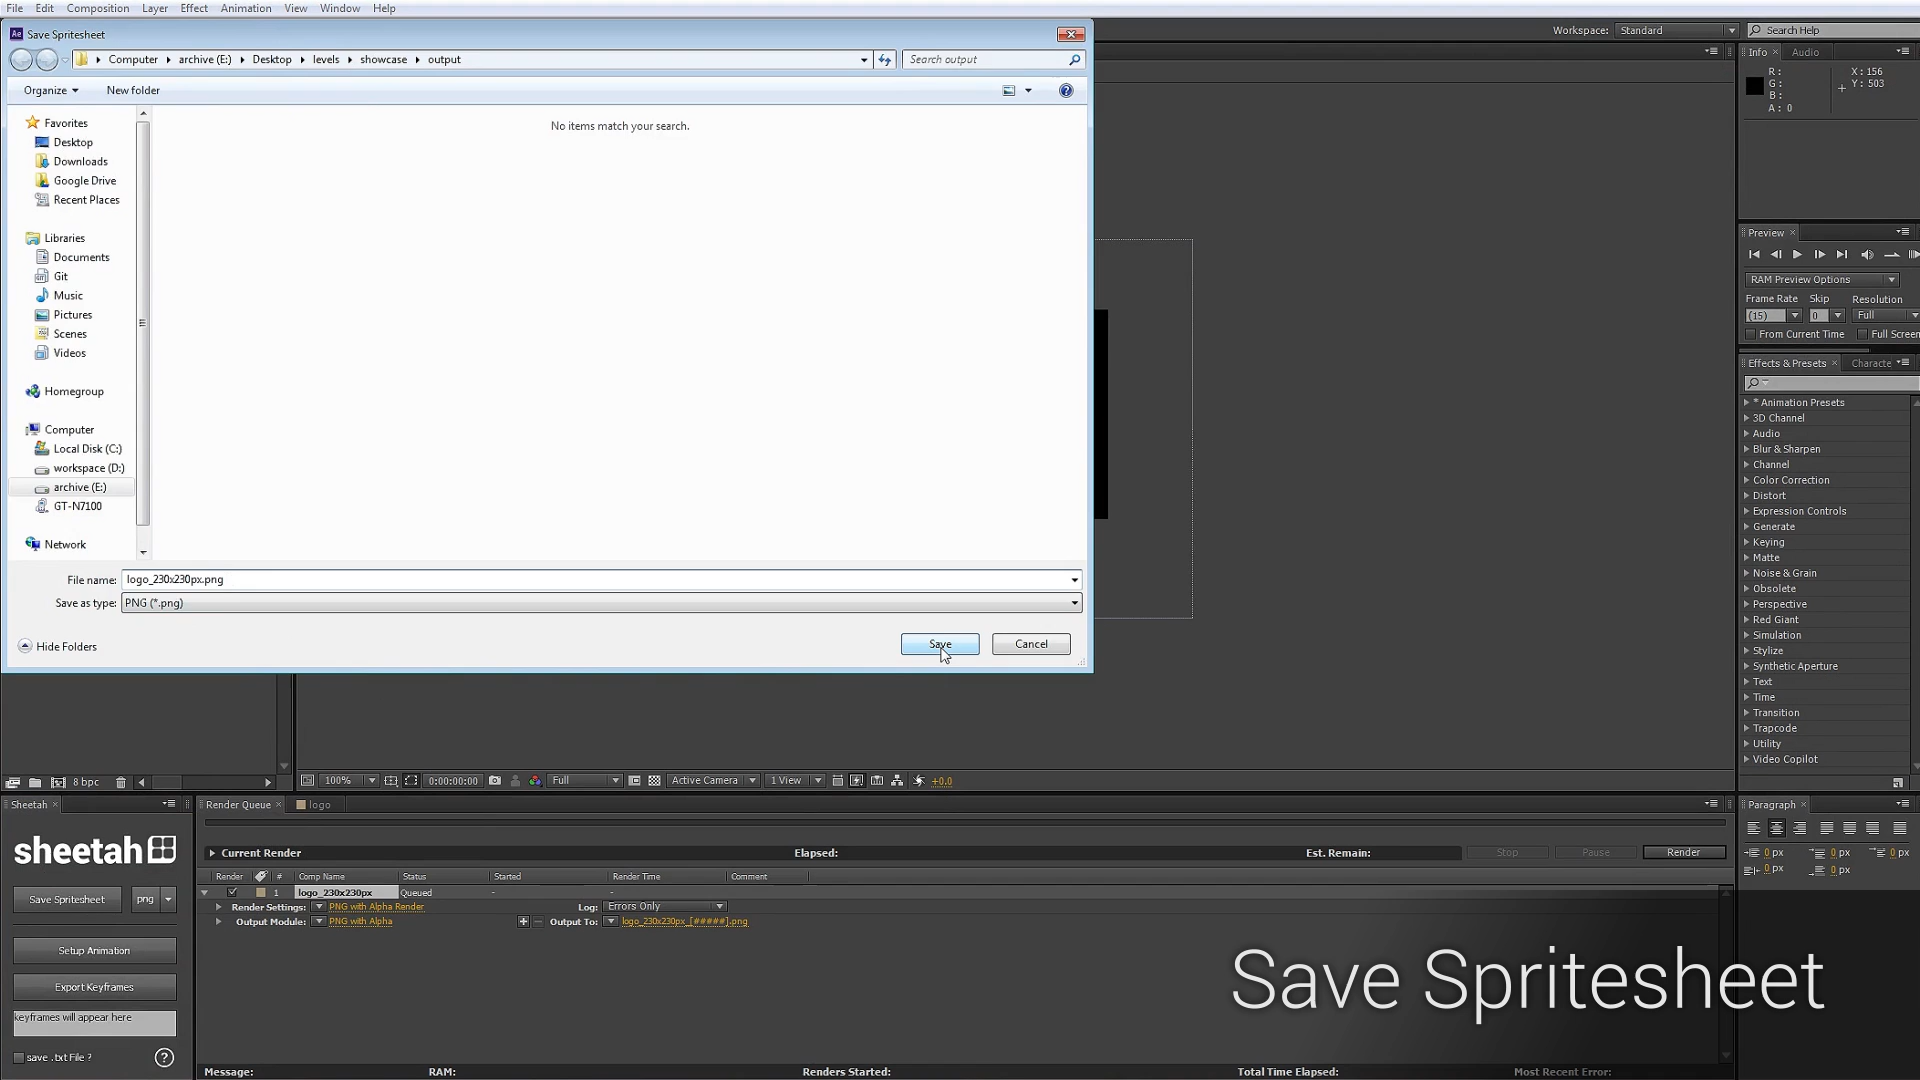 File Edit Composition Layer Effect Animation View Window Help
Save Spritesheet
Workspace: Standard
Search Help
Computer archive (E:) Desktop levels showcase output
Search output
Info Audio
R: X: 156
G: Y: 503
B:
A: 0
Organize New folder
Favorites
Desktop
Downloads
Google Drive
Recent Places
No items match your search.
Libraries
Documents
Git
Music
Pictures
Scenes
Videos
Homegroup
Computer
Local Disk (C:)
workspace (D:)
archive (E:)
GT-N7100
Network
File name: logo_230x230px.png
Save as type: PNG (*.png)
Hide Folders
Save Cancel
Preview
RAM Preview Options
Frame Rate Skip Resolution
(15) 0 Full
From Current Time Full Screen
Effects & Presets Characte
* Animation Presets
3D Channel
Audio
Blur & Sharpen
Channel
Color Correction
Distort
Expression Controls
Generate
Keying
Matte
Noise & Grain
Obsolete
Perspective
Red Giant
Simulation
Stylize
Synthetic Aperture
Text
Time
Transition
Trapcode
Utility
Video Copilot
8 bpc
100% 0:00:00:00 Full Active Camera 1 View +0.0
Sheetah
sheetah
Save Spritesheet png
Setup Animation
Export Keyframes
keyframes will appear here
save .txt File ?
?
Render Queue logo
Current Render Elapsed: Est. Remain: Stop Pause Render
Render # Comp Name Status Started Render Time Comment
1 logo_230x230px Queued - -
Render Settings: PNG with Alpha Render Log: Errors Only
Output Module: PNG with Alpha + Output To: logo_230x230px_[#####].png
Message: RAM: Renders Started: Total Time Elapsed: Most Recent Error:
Paragraph
0 px 0 px 0 px
0 px 0 px
Save Spritesheet